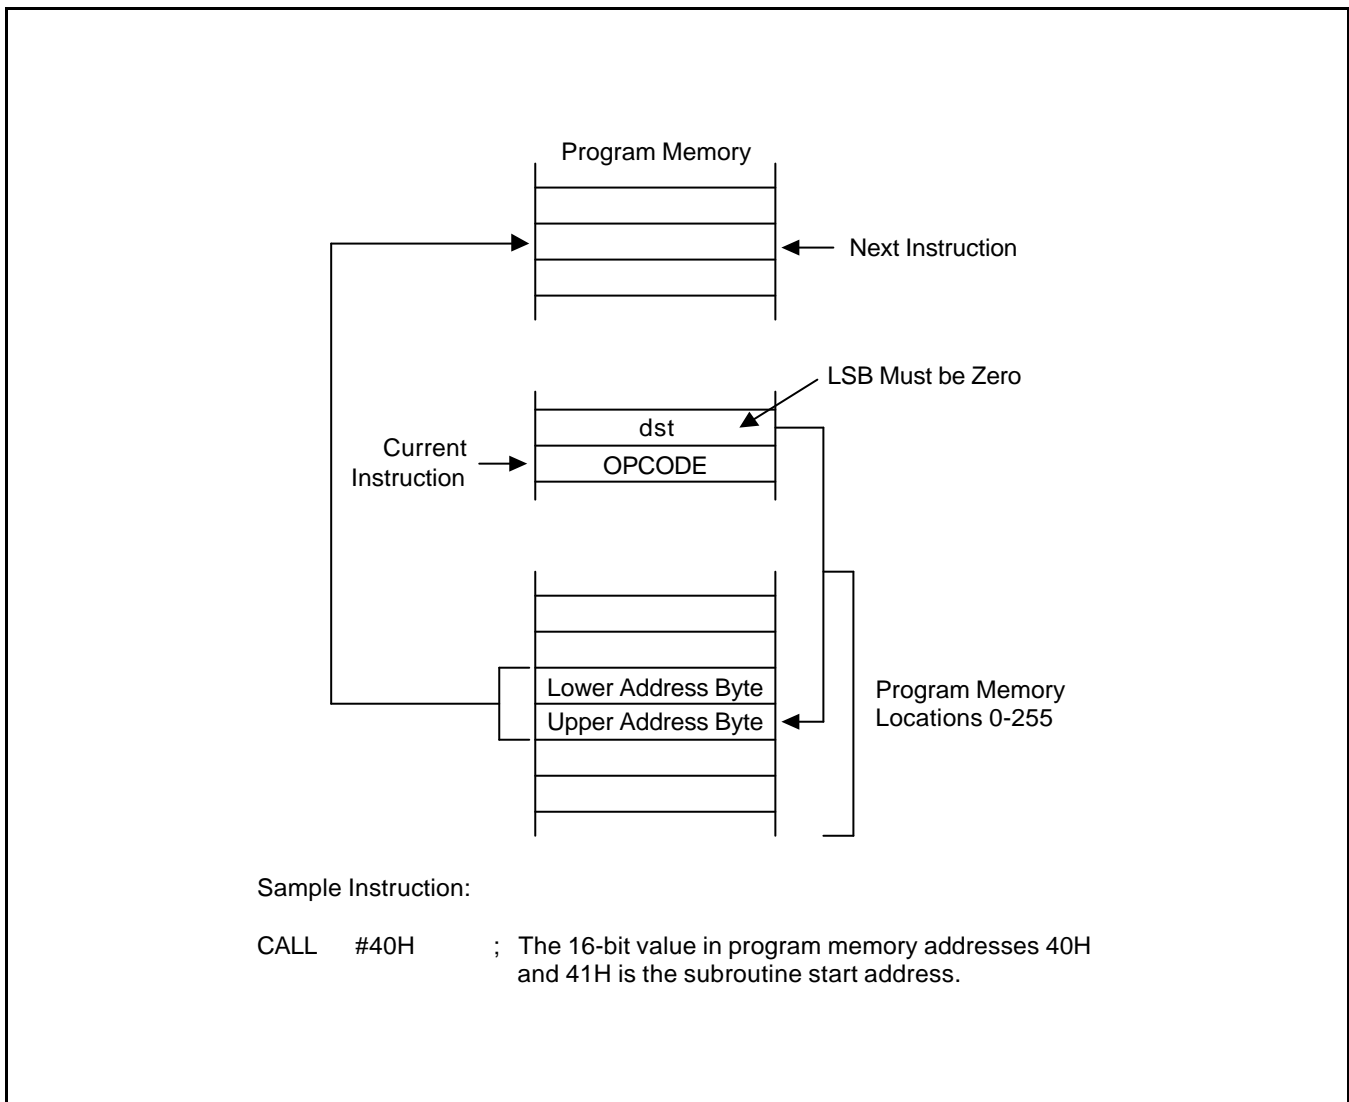 Program Memory
Next Instruction
LSB Must be Zero
dst
Current
Instruction
OPCODE
Lower Address Byte
Upper Address Byte
Program Memory
Locations 0-255
Sample Instruction:
CALL #40H ; The 16-bit value in program memory addresses 40H
and 41H is the subroutine start address.